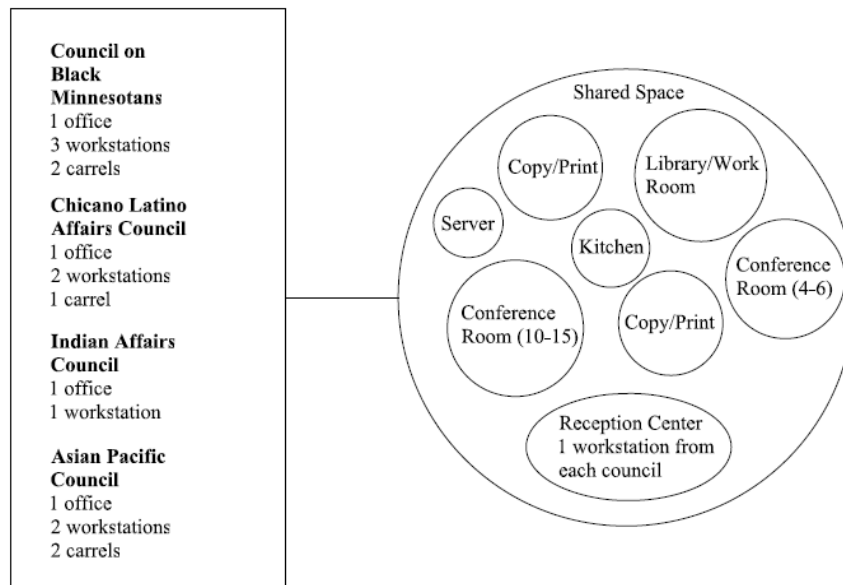 Council on
Black
Minnesotans
1 office
3 workstations
2 carrels
Chicano Latino
Affairs Council
1 office
2 workstations
1 carrel
Indian Affairs
Council
1 office
1 workstation
Asian Pacific
Council
1 office
2 workstations
2 carrels
Shared Space
Copy/Print
Library/Work
Room
Server
Kitchen
Conference
Room (4-6)
Conference
Room (10-15)
Copy/Print
Reception Center
1 workstation from
each council